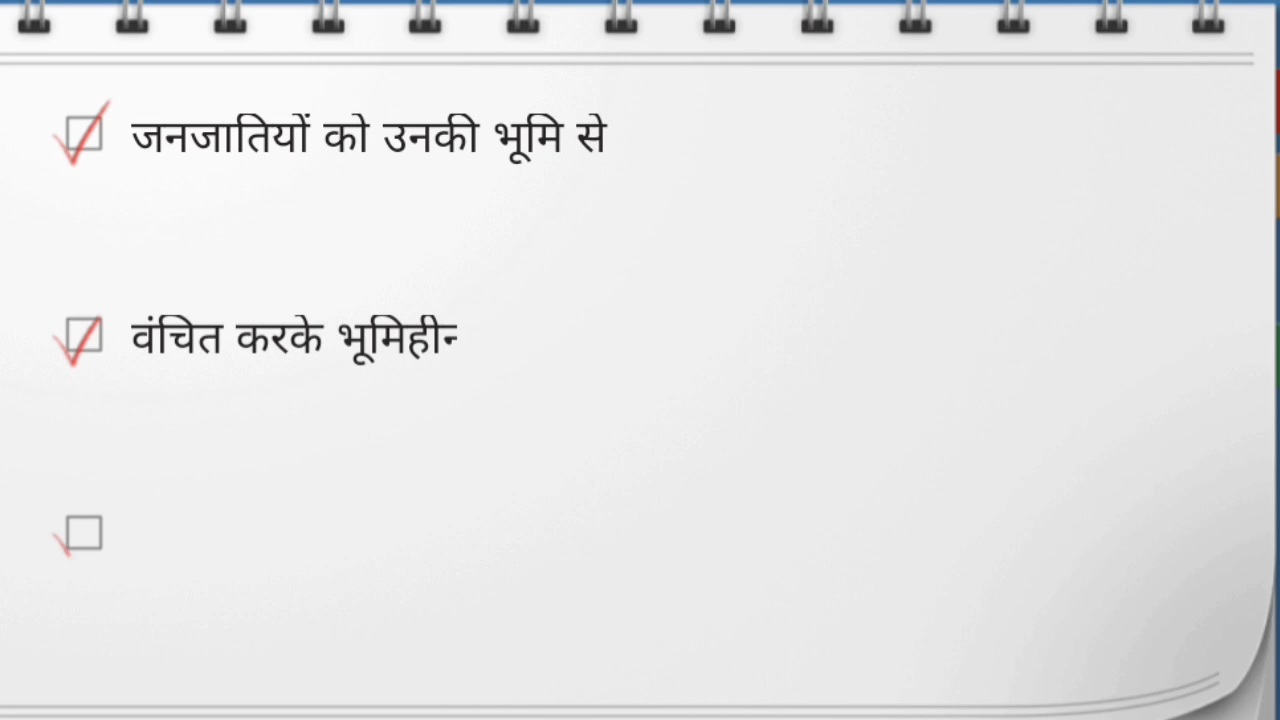 जनजातियों को उनकी भूमि से
वंचित करके भूमिहीन